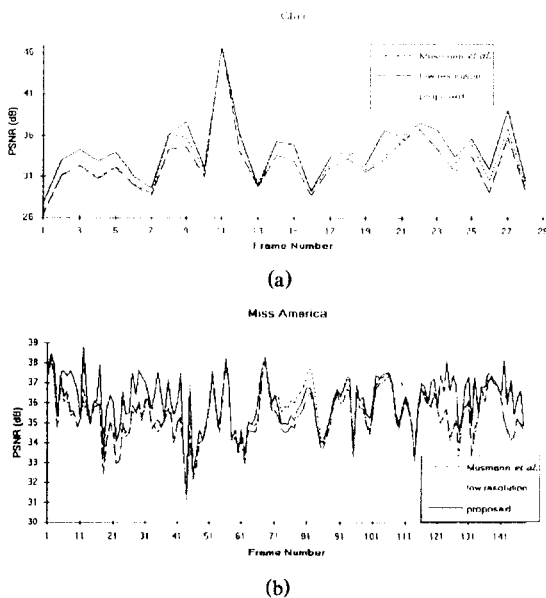 46
41
36
31
26
PSNR (dB)
Musmann et al.
proposed
1 3 5 7 9 11 13 15 17 19 21 23 25 27 29
Frame Number
(a)
Miss America
39
38
37
36
35
34
33
32
31
30
PSNR (dB)
Musmann et al.
low resolution
proposed
1 11 21 31 41 51 61 71 81 91 101 111 121 131 141
Frame Number
(b)